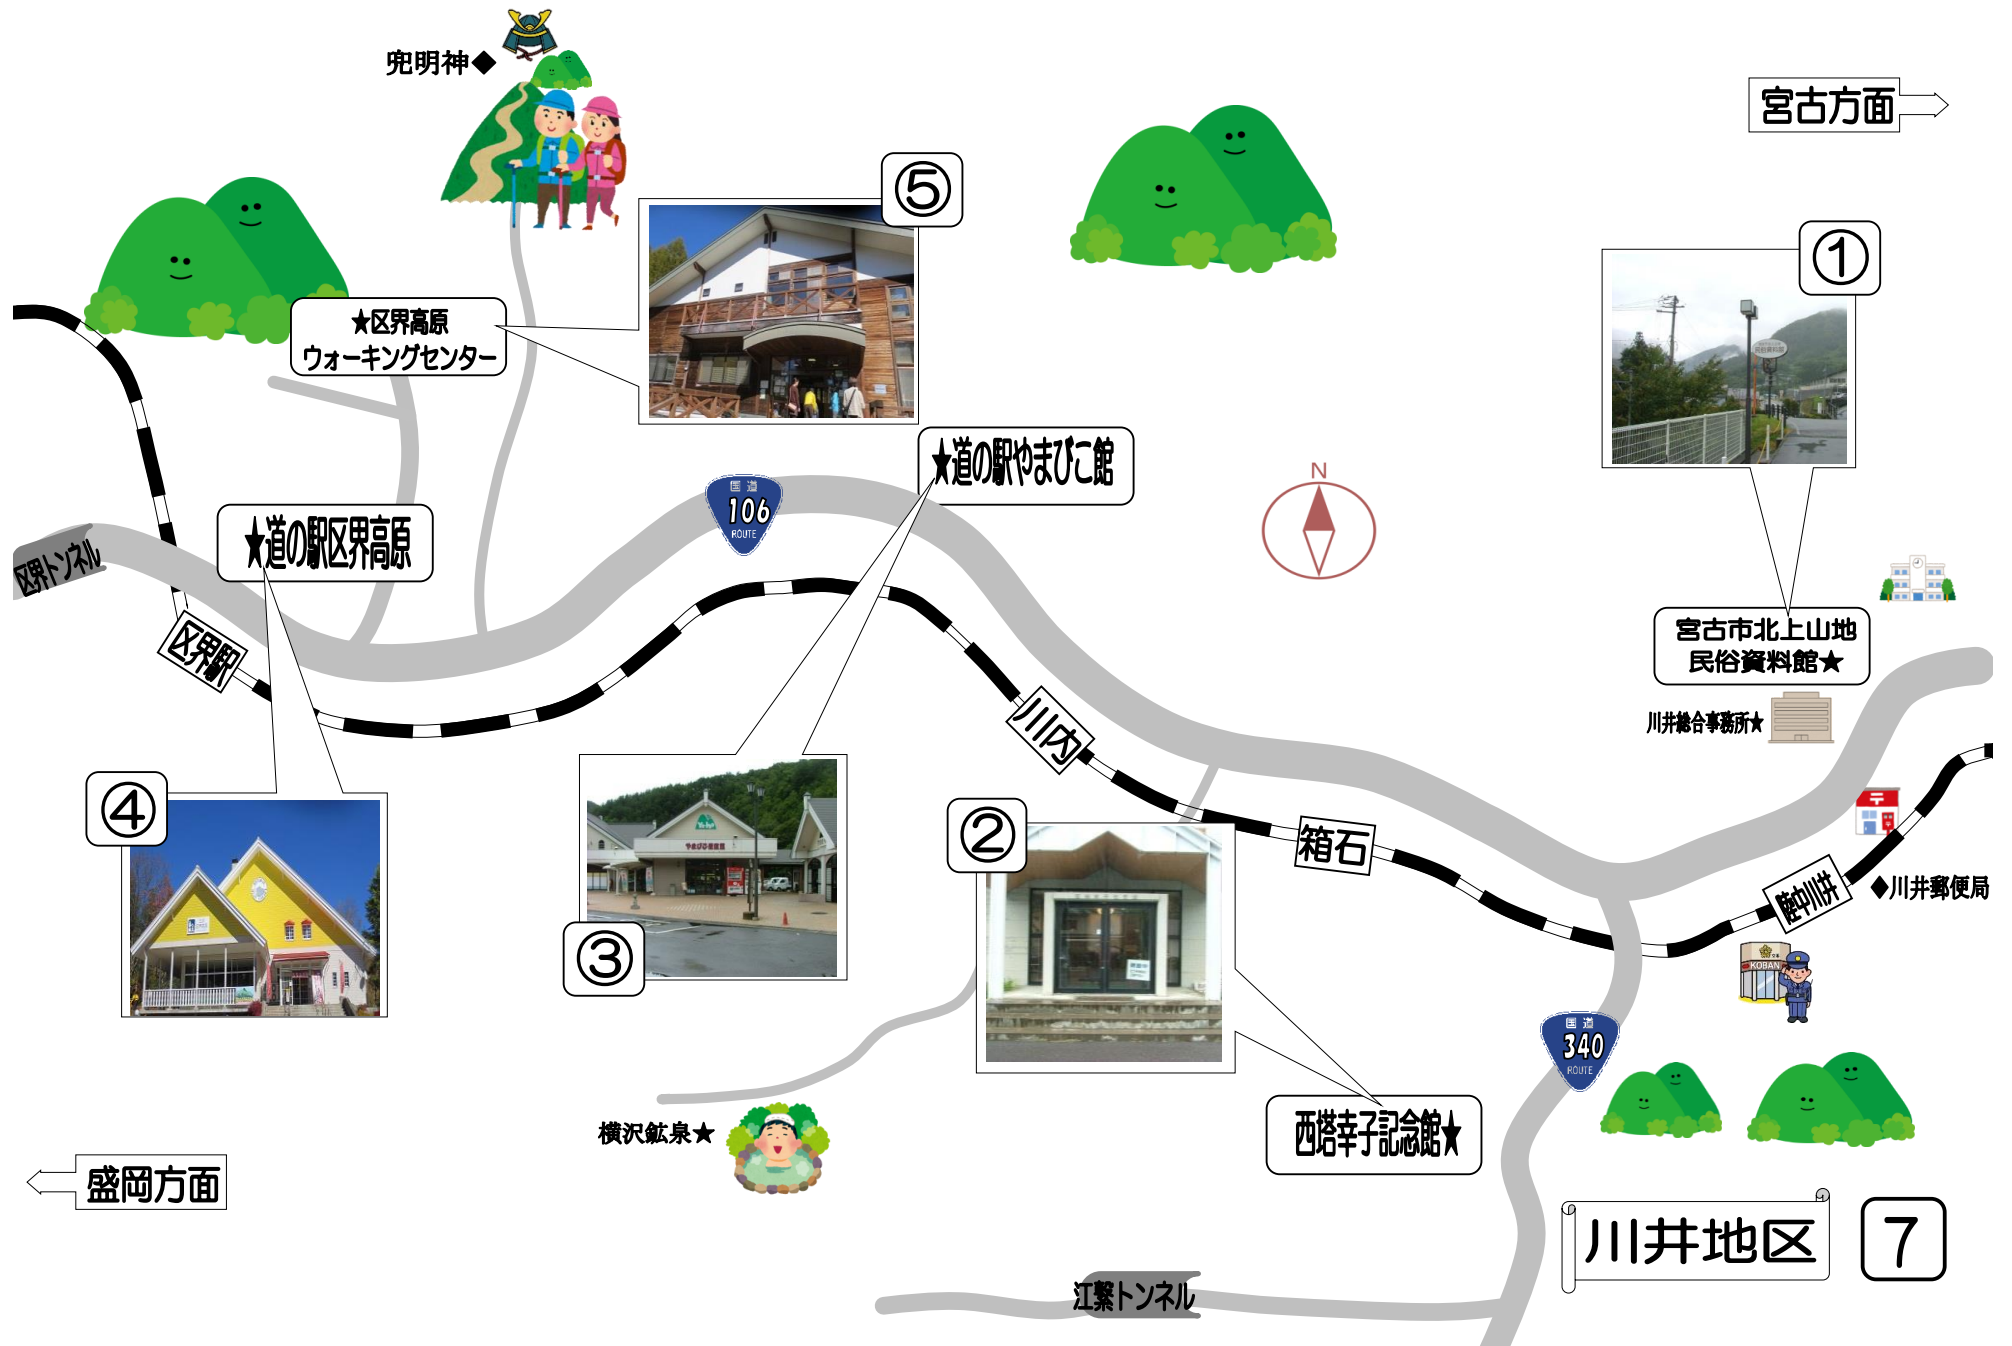 兜明神◆
宮古方面
⑤
①
★区界高原
ウォーキングセンター
★道の駅やまびこ館
国道
106
ROUTE
N
★道の駅区界高原
区界トンネル
区界駅
宮古市北上山地
民俗資料館★
川井総合事務所★
川内
④
②
箱石
陸中川井
◆川井郵便局
③
KOBAN
国道
340
ROUTE
横沢鉱泉★
西塔幸子記念館★
盛岡方面
川井地区
7
江繋トンネル